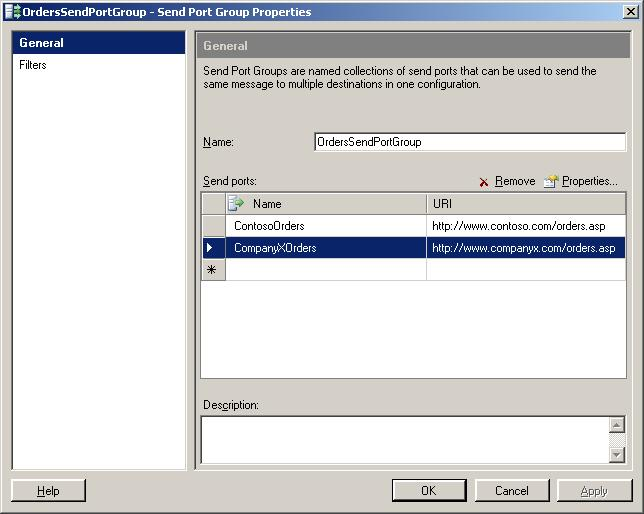 OrdersSendPortGroup - Send Port Group Properties
General
Filters
General
Send Port Groups are named collections of send ports that can be used to send the
same message to multiple destinations in one configuration.
Name: OrdersSendPortGroup
Send ports: Remove Properties...
Name URI
ContosoOrders http://www.contoso.com/orders.asp
CompanyXOrders http://www.companyx.com/orders.asp
Description:
Help OK Cancel Apply